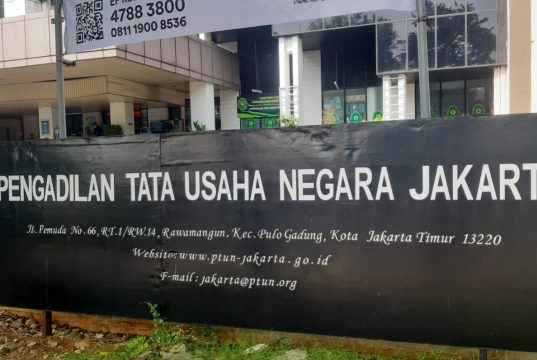 4788 3800
0811 1900 8536
PENGADILAN TATA USAHA NEGARA JAKART
Jl. Pemuda No. 66, RT.1/RW.14, Rawamangun, Kec. Pulo Gadung, Kota Jakarta Timur 13220
Website: www.ptun-jakarta.go.id
E-mail : jakarta@ptun.org